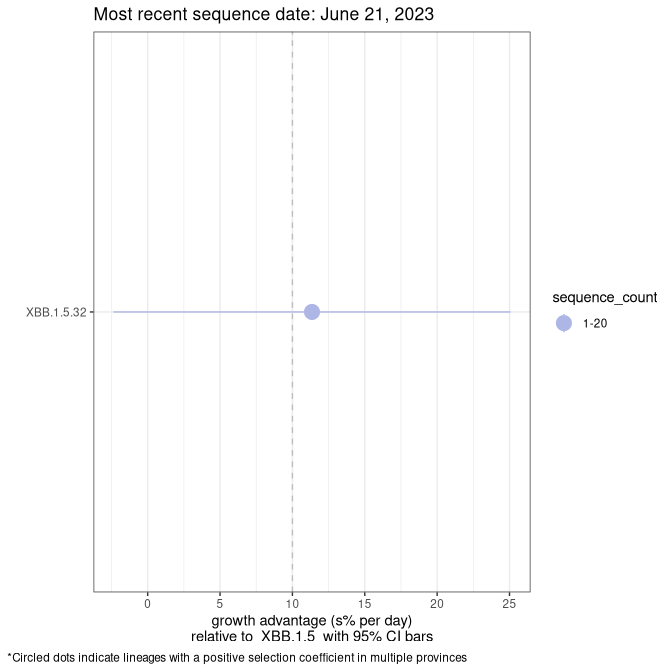 Most recent sequence date: June 21, 2023
XBB.1.5.32
sequence_count
1-20
0 5 10 15 20 25
growth advantage (s% per day)
relative to  XBB.1.5  with 95% CI bars
*Circled dots indicate lineages with a positive selection coefficient in multiple provinces